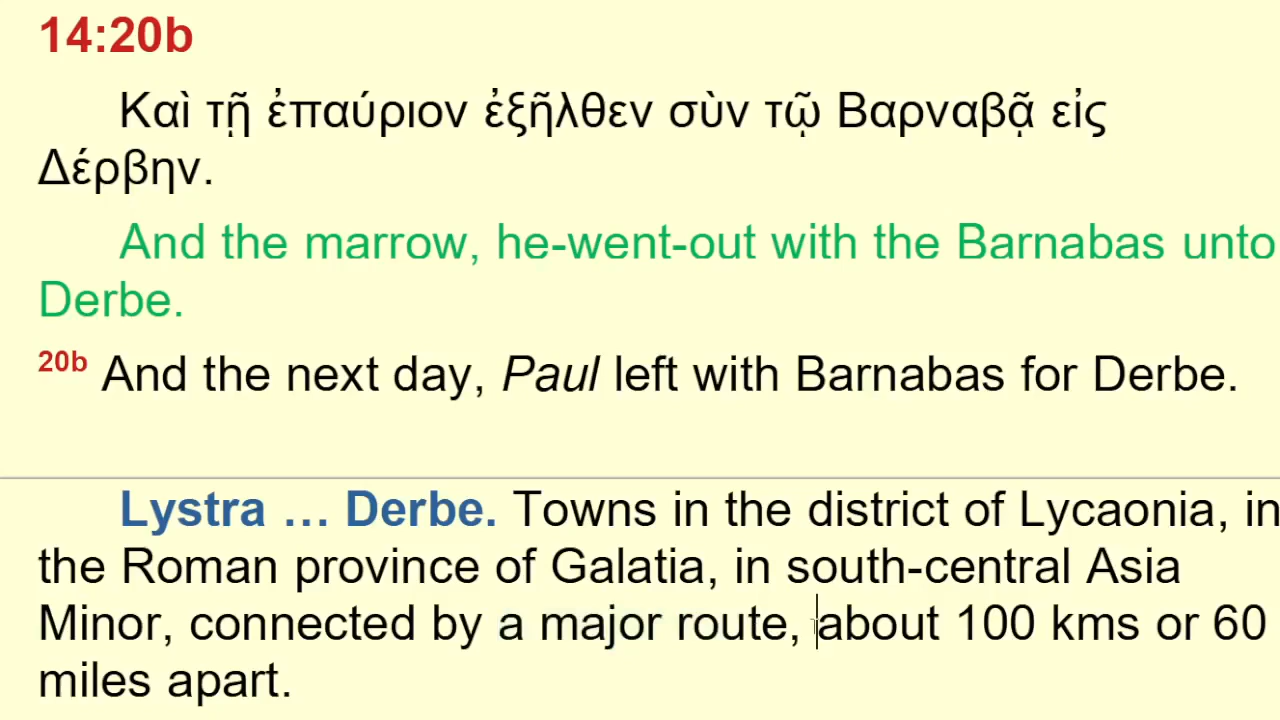 14:20b
Καὶ τῇ ἐπαύριον ἐξῆλθεν σὺν τῷ Βαρναβᾷ εἰς
Δέρβην.
And the marrow, he-went-out with the Barnabas unto
Derbe.
20b And the next day, Paul left with Barnabas for Derbe.
Lystra … Derbe. Towns in the district of Lycaonia, in
the Roman province of Galatia, in south-central Asia
Minor, connected by a major route, about 100 kms or 60
miles apart.